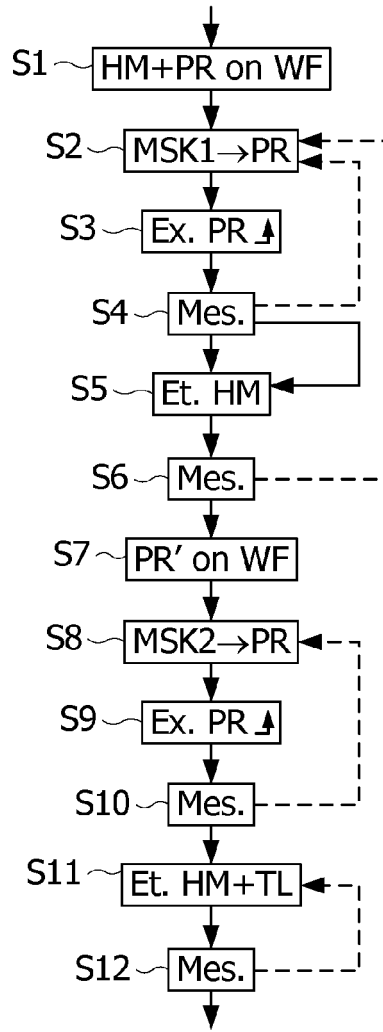 S1 HM+PR on WF
S2 MSK1→PR
S3 Ex. PR
S4 Mes.
S5 Et. HM
S6 Mes.
S7 PR′ on WF
S8 MSK2→PR
S9 Ex. PR
S10 Mes.
S11 Et. HM+TL
S12 Mes.